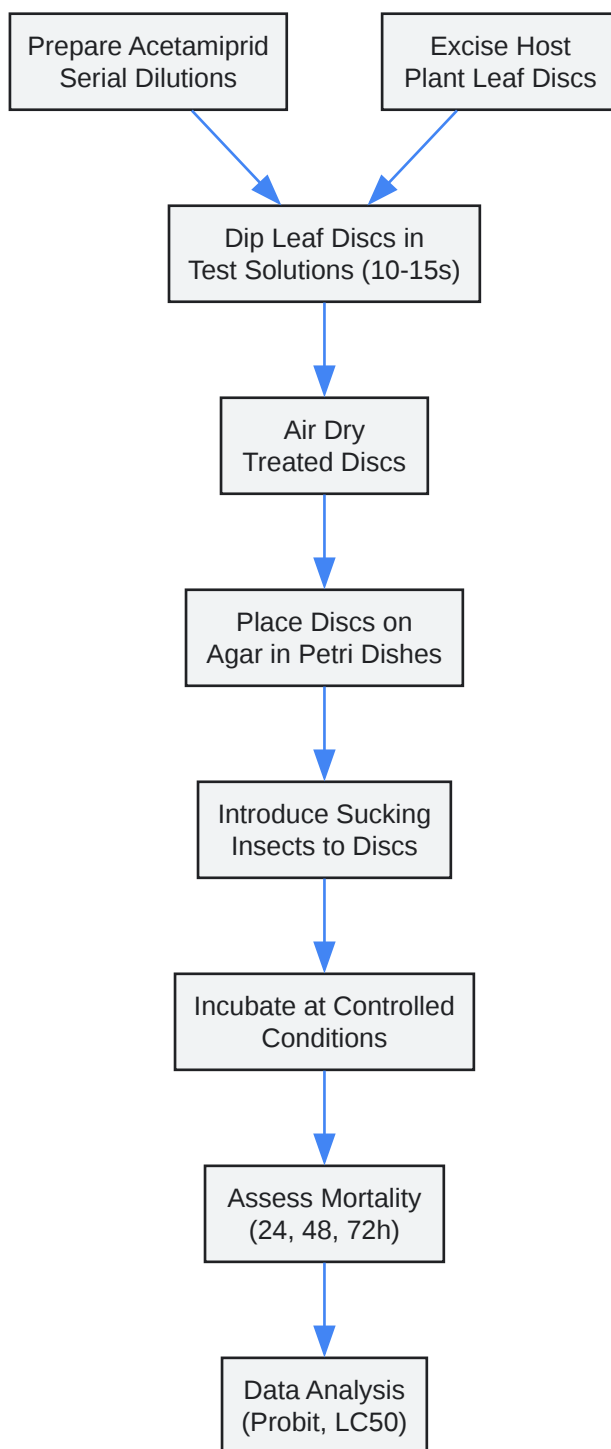 Prepare Acetamiprid
Serial Dilutions
Excise Host
Plant Leaf Discs
Dip Leaf Discs in
Test Solutions (10-15s)
Air Dry
Treated Discs
Place Discs on
Agar in Petri Dishes
Introduce Sucking
Insects to Discs
Incubate at Controlled
Conditions
Assess Mortality
(24, 48, 72h)
Data Analysis
(Probit, LC50)